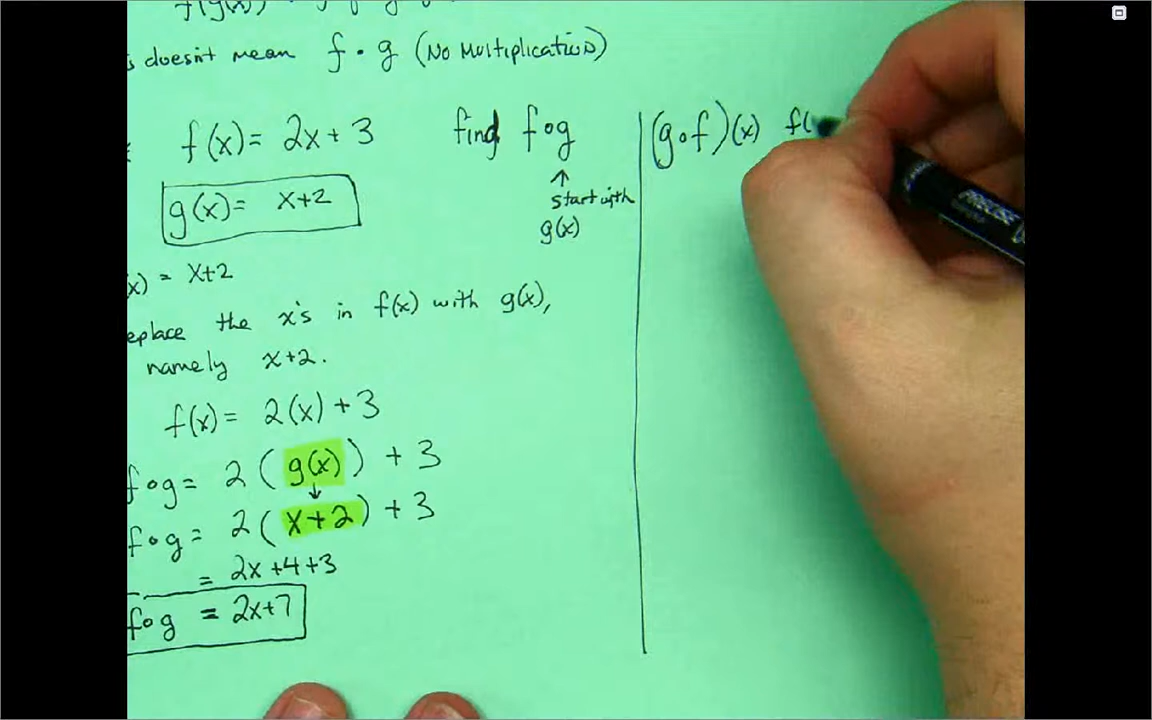 f(g(x))
s doesn't mean f · g (No Multiplication)
f(x) = 2x + 3 find f∘g
g(x) = x+2
↑
start with
g(x)
x) = x+2
eplace the x's in f(x) with g(x),
namely x+2.
f(x) = 2(x) + 3
f∘g = 2 ( g(x) ) + 3
↓
f∘g = 2 ( x+2 ) + 3
= 2x +4+3
f∘g = 2x+7
(g∘f)(x) f(
PRECISE